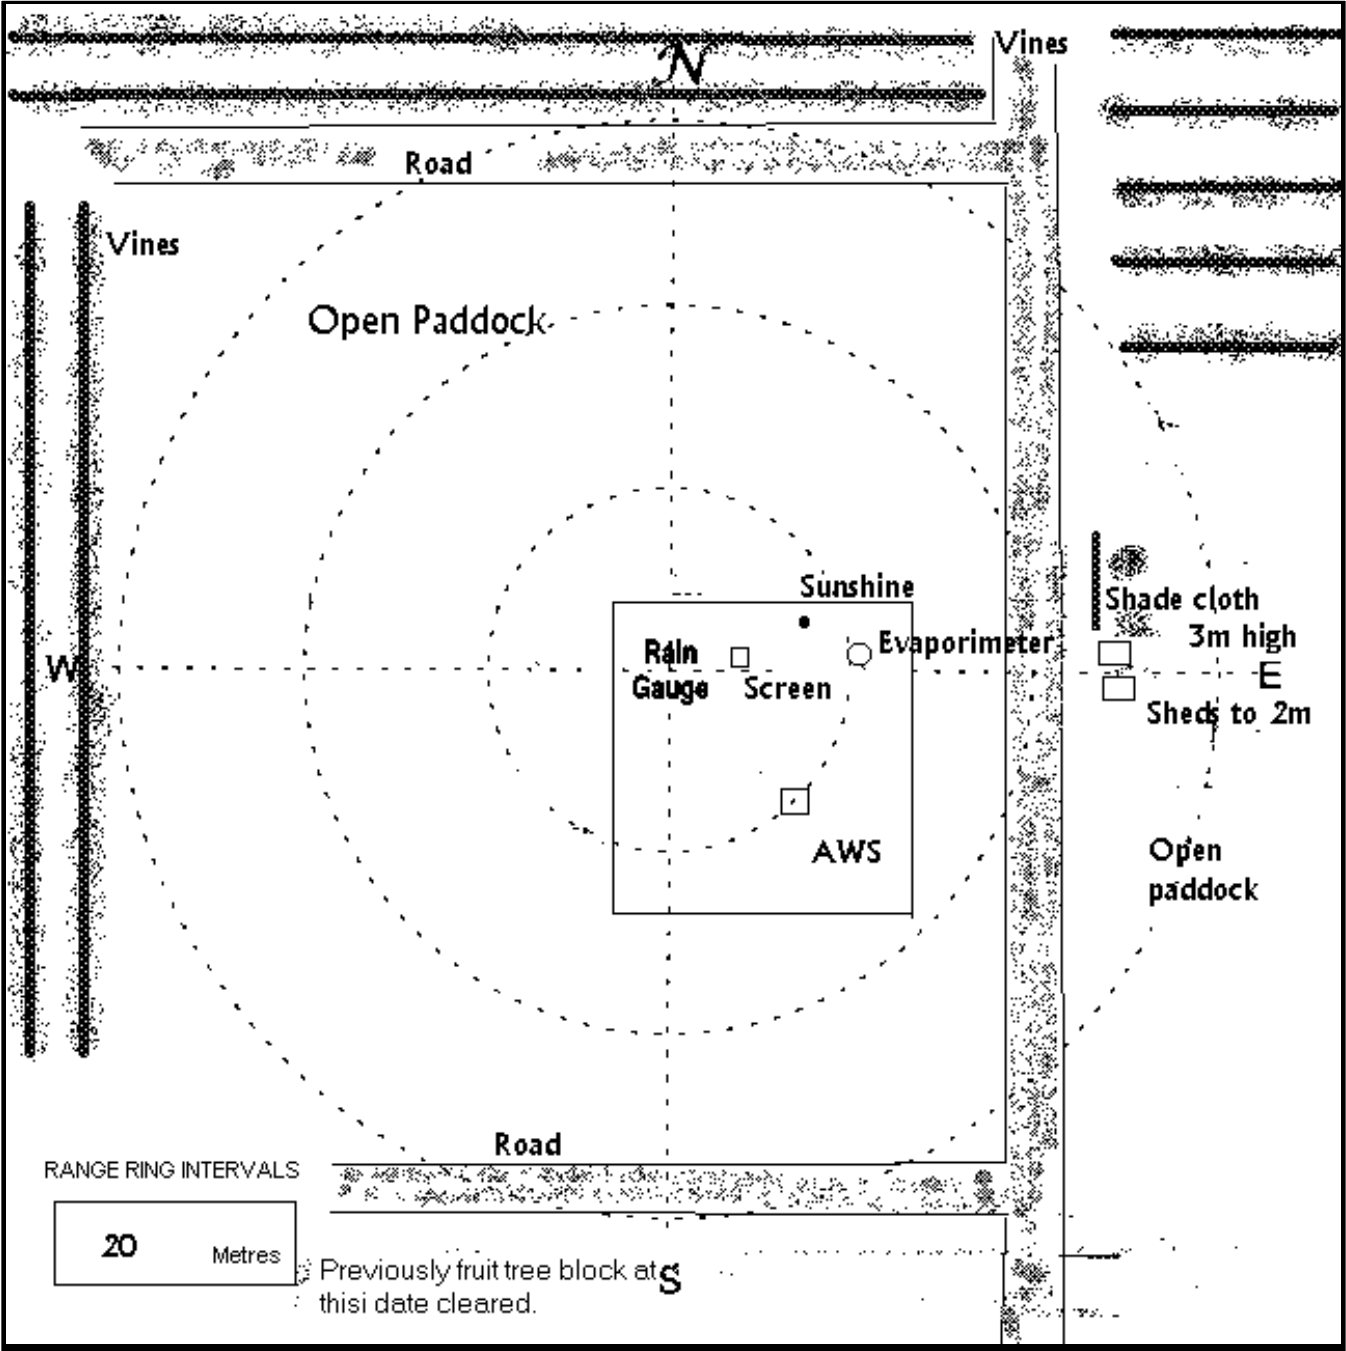 N
Vines
Road
Vines
Open Paddock
Sunshine
Shade cloth
3m high
Rain
Gauge
Evaporimeter
W
Screen
E
Sheds to 2m
AWS
Open
paddock
Road
RANGE RING INTERVALS
20 Metres
Previously fruit tree block at
thisi date cleared.
S